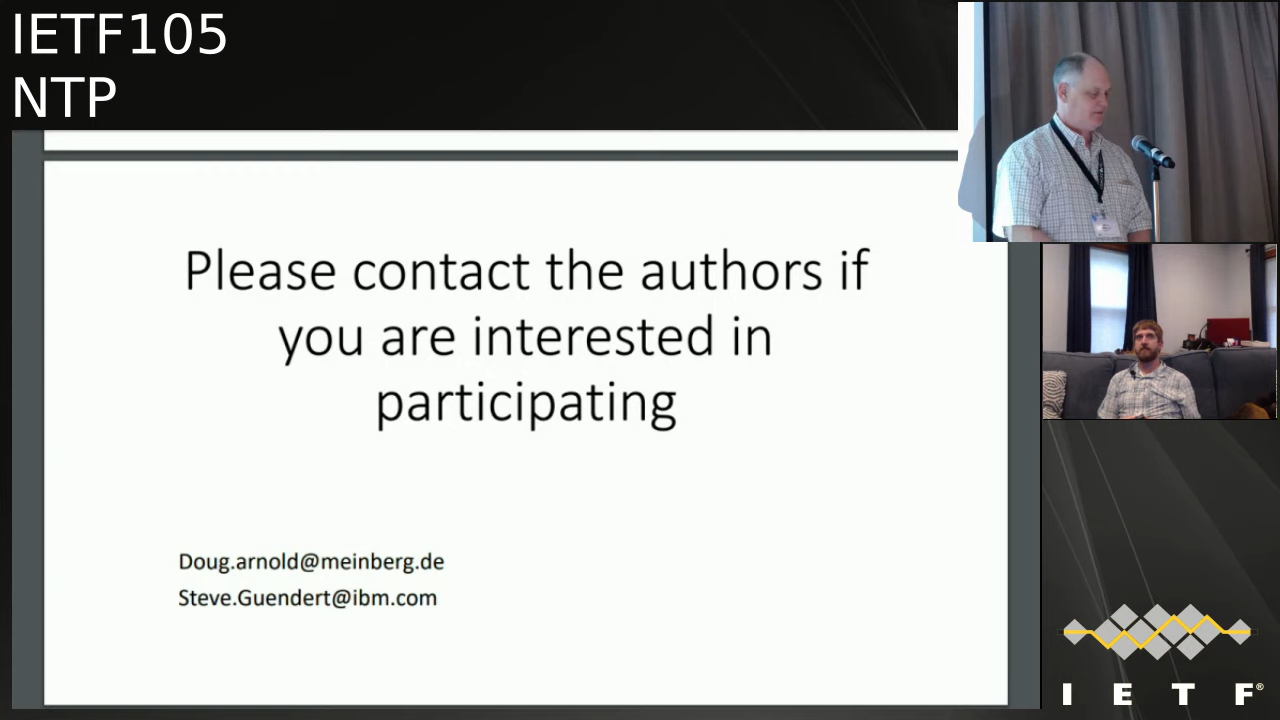 IETF105
NTP
Please contact the authors if
you are interested in
participating
Doug.arnold@meinberg.de
Steve.Guendert@ibm.com
I E T F®